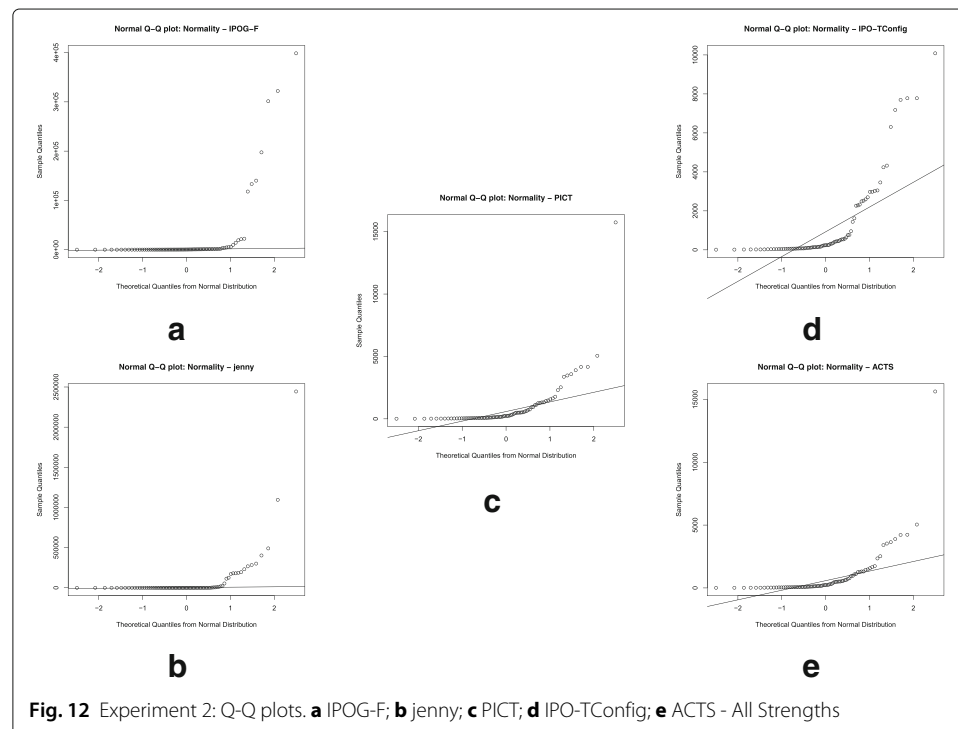 Normal Q−Q plot: Normality − IPOG−F
Sample Quantiles
0e+00 1e+05 2e+05 3e+05 4e+05
−2 −1 0 1 2
Theoretical Quantiles from Normal Distribution
a
Normal Q−Q plot: Normality − jenny
Sample Quantiles
0 500000 1000000 1500000 2000000 2500000
−2 −1 0 1 2
Theoretical Quantiles from Normal Distribution
b
Normal Q−Q plot: Normality − PICT
Sample Quantiles
0 5000 10000 15000
−2 −1 0 1 2
Theoretical Quantiles from Normal Distribution
c
Normal Q−Q plot: Normality − IPO−TConfig
Sample Quantiles
0 2000 4000 6000 8000 10000
−2 −1 0 1 2
Theoretical Quantiles from Normal Distribution
d
Normal Q−Q plot: Normality − ACTS
Sample Quantiles
0 5000 10000 15000
−2 −1 0 1 2
Theoretical Quantiles from Normal Distribution
e
Fig. 12 Experiment 2: Q-Q plots. a IPOG-F; b jenny; c PICT; d IPO-TConfig; e ACTS - All Strengths